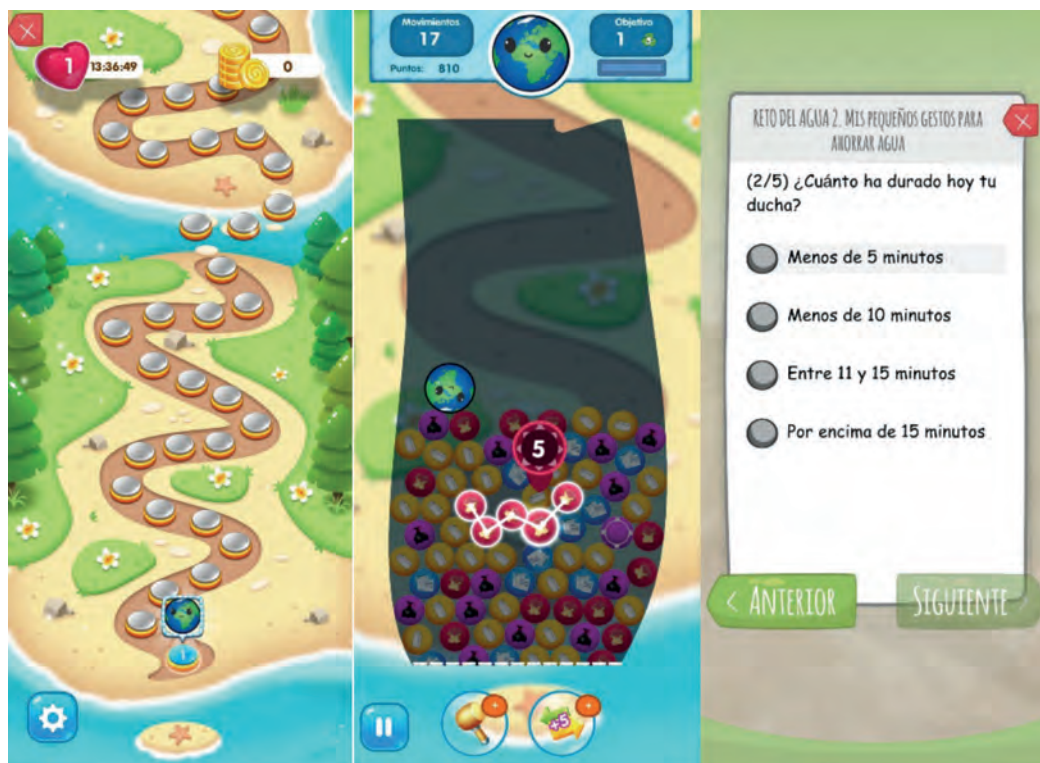 1
13:36:49
0
1
Movimientos
17
Puntos: 810
Objetivo
1
5
+5
RETO DEL AGUA 2. MIS PEQUEÑOS GESTOS PARA
AHORRAR AGUA
(2/5) ¿Cuánto ha durado hoy tu
ducha?
Menos de 5 minutos
Menos de 10 minutos
Entre 11 y 15 minutos
Por encima de 15 minutos
< ANTERIOR
SIGUIENTE >